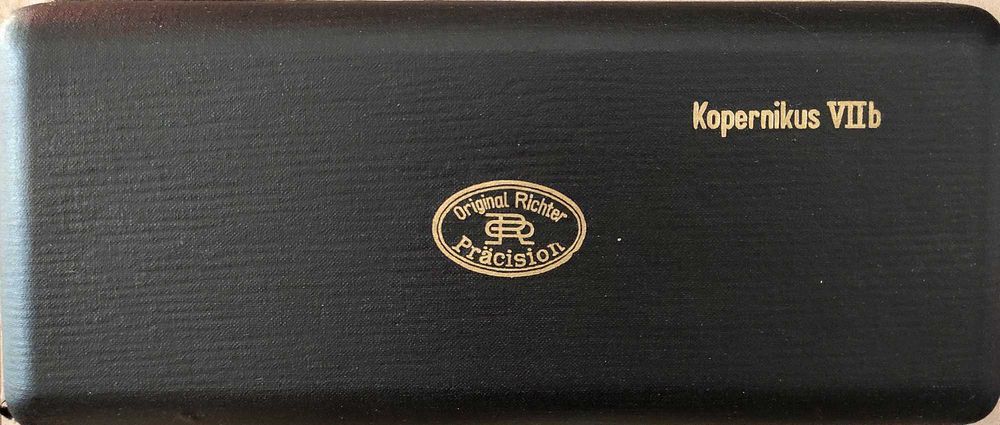 Kopernikus VIIb
Original Richter
Präcision